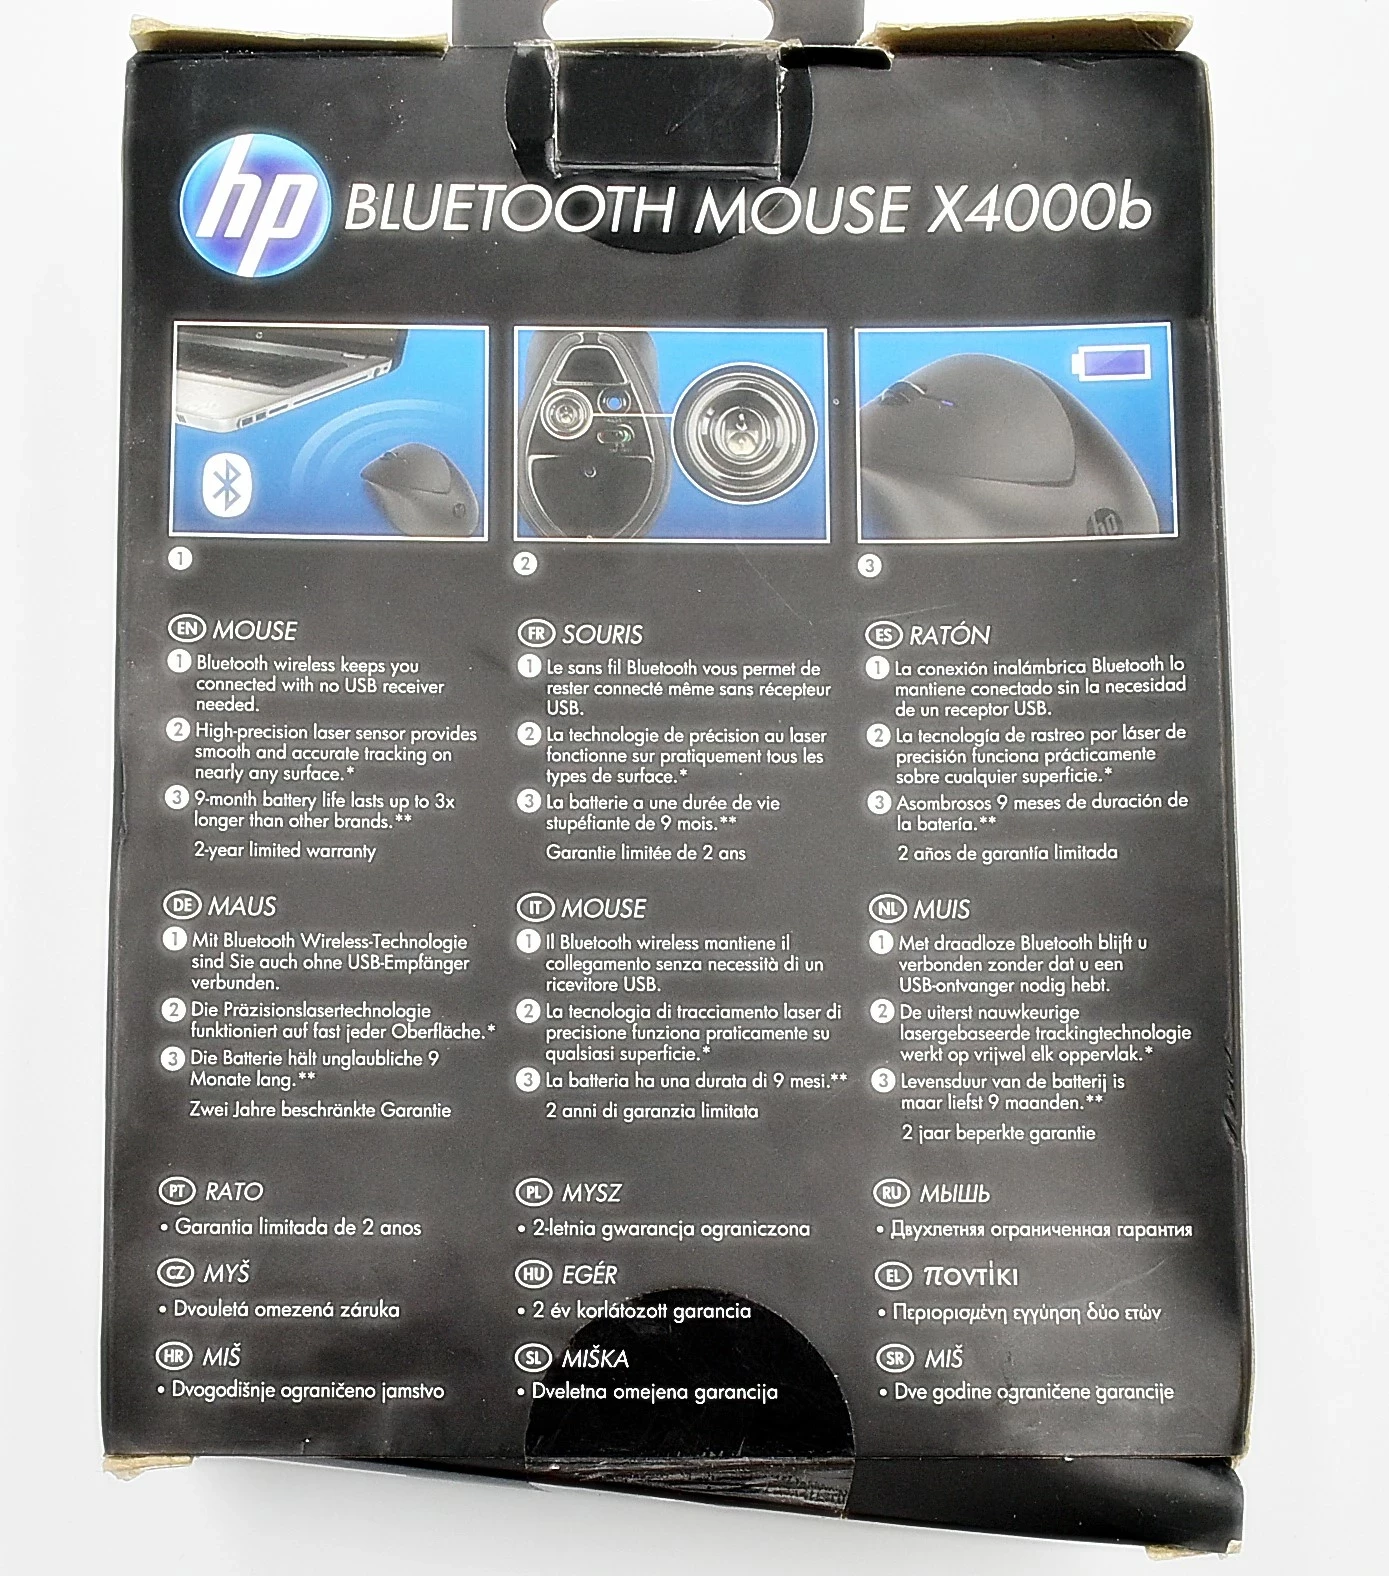 hp BLUETOOTH MOUSE X4000b
1
2
3
hp
EN MOUSE
1 Bluetooth wireless keeps you
connected with no USB receiver
needed.
2 High-precision laser sensor provides
smooth and accurate tracking on
nearly any surface.*
3 9-month battery life lasts up to 3x
longer than other brands.**
2-year limited warranty
FR SOURIS
1 Le sans fil Bluetooth vous permet de
rester connecté même sans récepteur
USB.
2 La technologie de précision au laser
fonctionne sur pratiquement tous les
types de surface.*
3 La batterie a une durée de vie
stupéfiante de 9 mois.**
Garantie limitée de 2 ans
ES RATÓN
1 La conexión inalámbrica Bluetooth lo
mantiene conectado sin la necesidad
de un receptor USB.
2 La tecnología de rastreo por láser de
precisión funciona prácticamente
sobre cualquier superficie.*
3 Asombrosos 9 meses de duración de
la batería.**
2 años de garantía limitada
DE MAUS
1 Mit Bluetooth Wireless-Technologie
sind Sie auch ohne USB-Empfänger
verbunden.
2 Die Präzisionslasertechnologie
funktioniert auf fast jeder Oberfläche.*
3 Die Batterie hält unglaubliche 9
Monate lang.**
Zwei Jahre beschränkte Garantie
IT MOUSE
1 Il Bluetooth wireless mantiene il
collegamento senza necessità di un
ricevitore USB.
2 La tecnologia di tracciamento laser di
precisione funziona praticamente su
qualsiasi superficie.*
3 La batteria ha una durata di 9 mesi.**
2 anni di garanzia limitata
NL MUIS
1 Met draadloze Bluetooth blijft u
verbonden zonder dat u een
USB-ontvanger nodig hebt.
2 De uiterst nauwkeurige
lasergebaseerde trackingtechnologie
werkt op vrijwel elk oppervlak.*
3 Levensduur van de batterij is
maar liefst 9 maanden.**
2 jaar beperkte garantie
PT RATO
• Garantia limitada de 2 anos
PL MYSZ
• 2-letnia gwarancja ograniczona
RU МЫШЬ
• Двухлетняя ограниченная гарантия
CZ MYŠ
• Dvouletá omezená záruka
HU EGÉR
• 2 év korlátozott garancia
EL ποντίκι
• Περιορισμένη εγγύηση δύο ετών
HR MIŠ
• Dvogodišnje ograničeno jamstvo
SL MIŠKA
• Dveletna omejena garancija
SR MIŠ
• Dve godine ograničene garancije